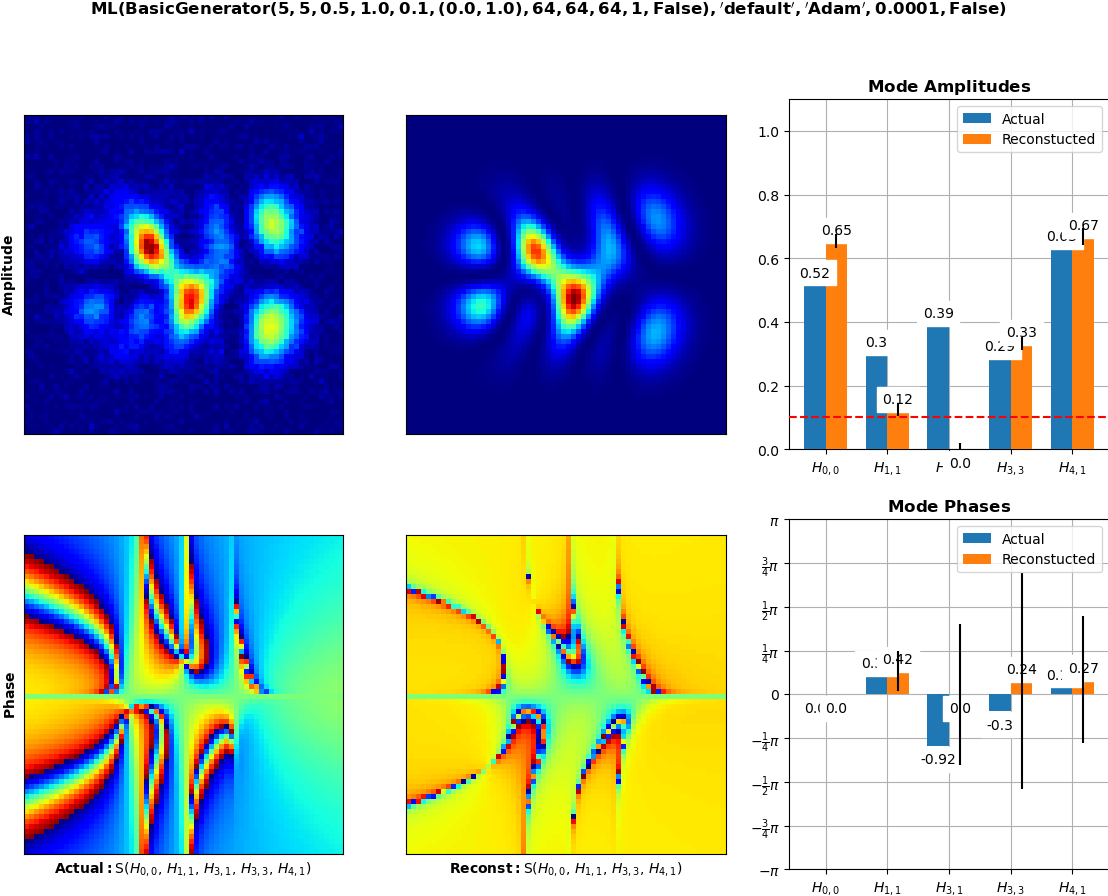 ML(BasicGenerator(5, 5, 0.5, 1.0, 0.1, (0.0, 1.0), 64, 64, 64, 1, False), ′default′, ′Adam′, 0.0001, False)
Mode Amplitudes
Amplitude
Actual
Reconstucted
1.0
0.8
0.6
0.4
0.2
0.0
0.52
0.65
0.3
0.12
0.39
0.0
0.29
0.33
0.67
H0,0
H1,1
H3,3
H4,1
Mode Phases
Phase
Actual
Reconstucted
π
3/4π
1/2π
1/4π
0
−1/4π
−1/2π
−3/4π
−π
0.0
0.42
-0.92
0.0
-0.3
0.24
0.27
H0,0
H1,1
H3,1
H3,3
H4,1
Actual: S(H0,0, H1,1, H3,1, H3,3, H4,1)
Reconst: S(H0,0, H1,1, H3,3, H4,1)